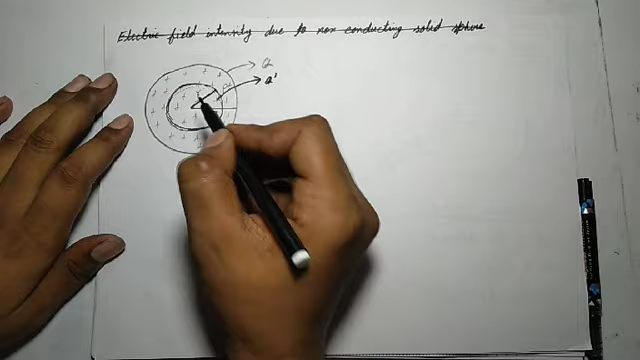 Electric field intensity due to non conducting solid sphere
Q
Q'